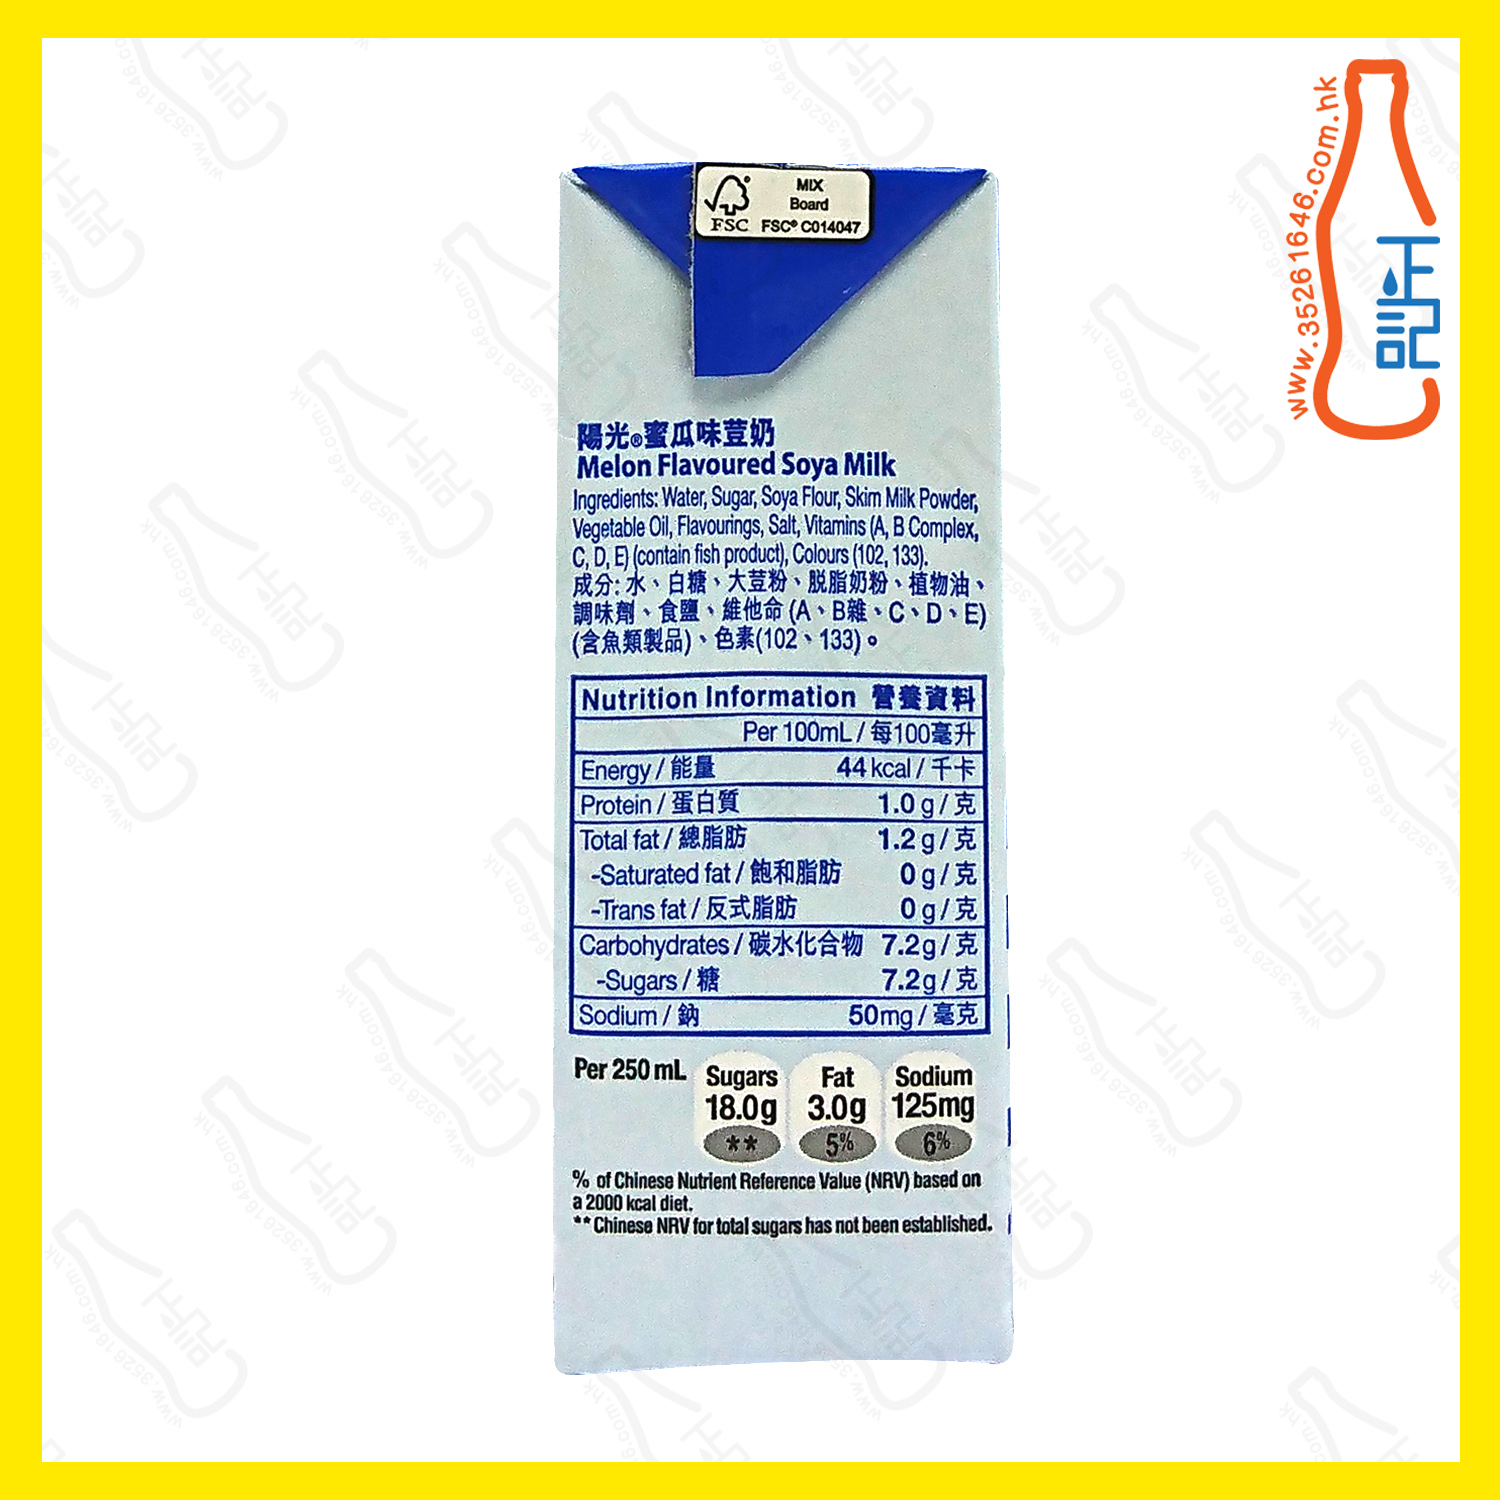 MIX
Board
FSC FSC® C014047
www.35261646.com.hk
正記
陽光®蜜瓜味荳奶
Melon Flavoured Soya Milk
Ingredients: Water, Sugar, Soya Flour, Skim Milk Powder,
Vegetable Oil, Flavourings, Salt, Vitamins (A, B Complex,
C, D, E) (contain fish product), Colours (102, 133).
成分: 水、白糖、大荳粉、脱脂奶粉、植物油、
調味劑、食鹽、維他命 (A、B雜、C、D、E)
(含魚類製品)、色素(102、133)。
Nutrition Information 營養資料
Per 100mL / 每100毫升
Energy / 能量 44 kcal / 千卡
Protein / 蛋白質 1.0 g / 克
Total fat / 總脂肪 1.2 g / 克
-Saturated fat / 飽和脂肪 0 g / 克
-Trans fat / 反式脂肪 0 g / 克
Carbohydrates / 碳水化合物 7.2g / 克
-Sugars / 糖 7.2g / 克
Sodium / 鈉 50mg / 毫克
Per 250 mL Sugars Fat Sodium
18.0g 3.0g 125mg
** 5% 6%
% of Chinese Nutrient Reference Value (NRV) based on
a 2000 kcal diet.
** Chinese NRV for total sugars has not been established.